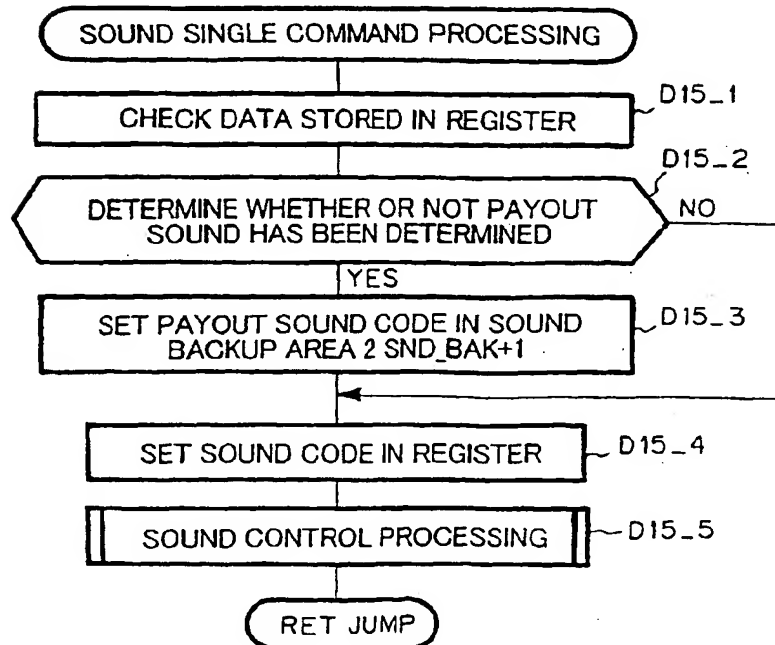 SOUND SINGLE COMMAND PROCESSING
D15_1
CHECK DATA STORED IN REGISTER
D15_2
DETERMINE WHETHER OR NOT PAYOUT
SOUND HAS BEEN DETERMINED
NO
YES
D15_3
SET PAYOUT SOUND CODE IN SOUND
BACKUP AREA 2 SND_BAK+1
SET SOUND CODE IN REGISTER
D15_4
SOUND CONTROL PROCESSING
D15_5
RET JUMP